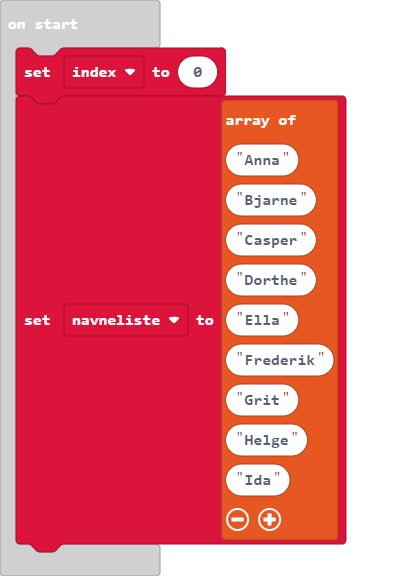 on start
set index to 0
array of
"Anna"
"Bjarne"
"Casper"
"Dorthe"
set navneliste to "Ella"
"Frederik"
"Grit"
"Helge"
"Ida"